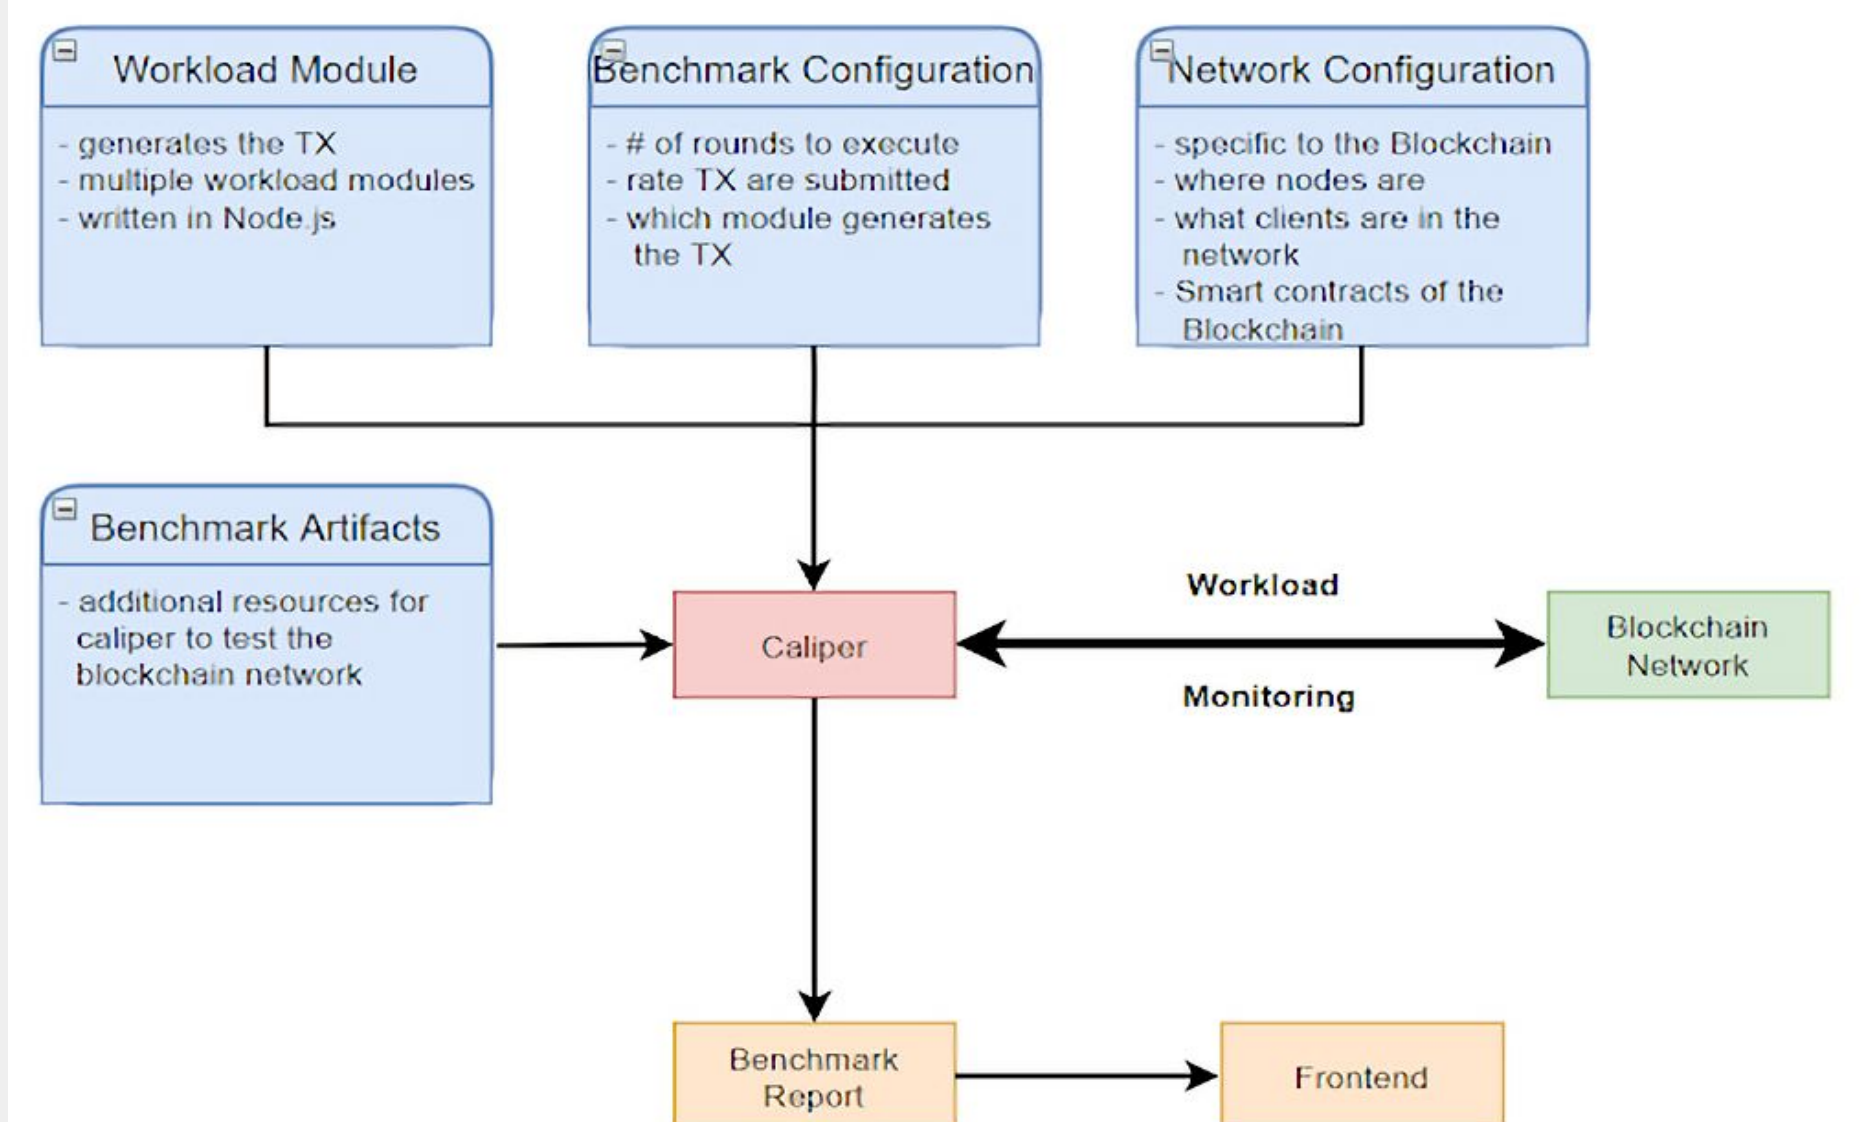 Workload Module
- generates the TX
- multiple workload modules
- written in Node.js
Benchmark Configuration
- # of rounds to execute
- rate TX are submitted
- which module generates
the TX
Network Configuration
- specific to the Blockchain
- where nodes are
- what clients are in the
network
- Smart contracts of the
Blockchain
Benchmark Artifacts
- additional resources for
caliper to test the
blockchain network
Caliper
Workload
Monitoring
Blockchain
Network
Benchmark
Report
Frontend